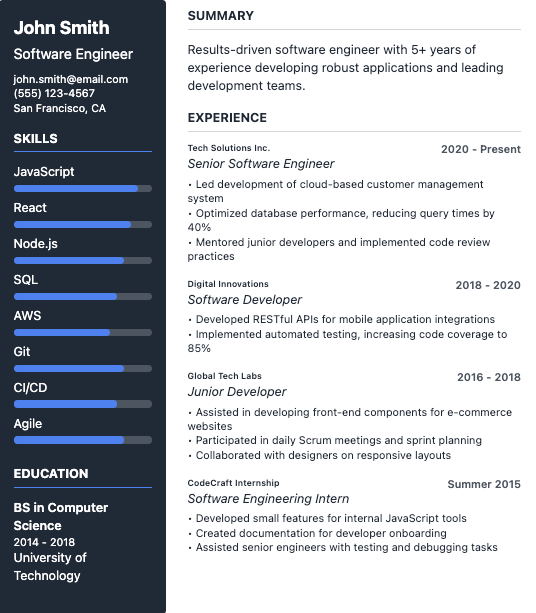 John Smith
Software Engineer
john.smith@email.com
(555) 123-4567
San Francisco, CA
SKILLS
JavaScript
React
Node.js
SQL
AWS
Git
CI/CD
Agile
EDUCATION
BS in Computer
Science
2014 - 2018
University of
Technology
SUMMARY
Results-driven software engineer with 5+ years of
experience developing robust applications and leading
development teams.
EXPERIENCE
Tech Solutions Inc.
2020 - Present
Senior Software Engineer
• Led development of cloud-based customer management
system
• Optimized database performance, reducing query times by
40%
• Mentored junior developers and implemented code review
practices
Digital Innovations
2018 - 2020
Software Developer
• Developed RESTful APIs for mobile application integrations
• Implemented automated testing, increasing code coverage to
85%
Global Tech Labs
2016 - 2018
Junior Developer
• Assisted in developing front-end components for e-commerce
websites
• Participated in daily Scrum meetings and sprint planning
• Collaborated with designers on responsive layouts
CodeCraft Internship
Summer 2015
Software Engineering Intern
• Developed small features for internal JavaScript tools
• Created documentation for developer onboarding
• Assisted senior engineers with testing and debugging tasks